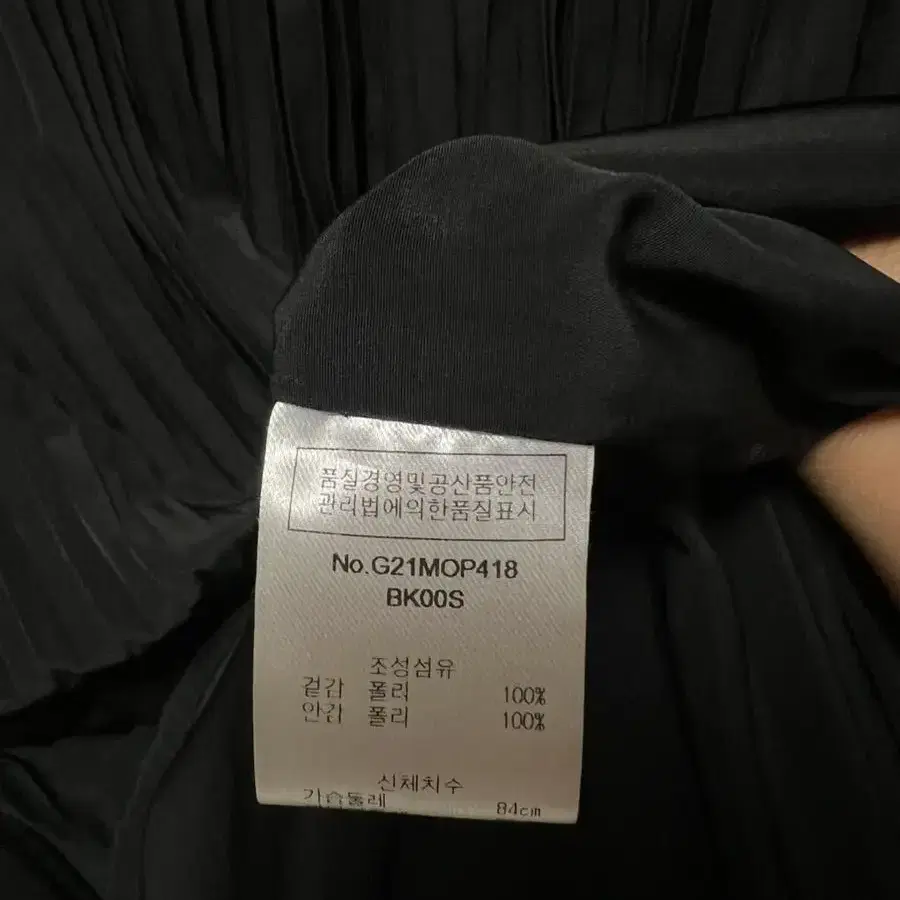 품질경영및공산품안전
관리법에의한품질표시
No.G21MOP418
BK00S
조성섬유
겉감 폴리 100%
안감 폴리 100%
신체치수
가슴둘레 84cm